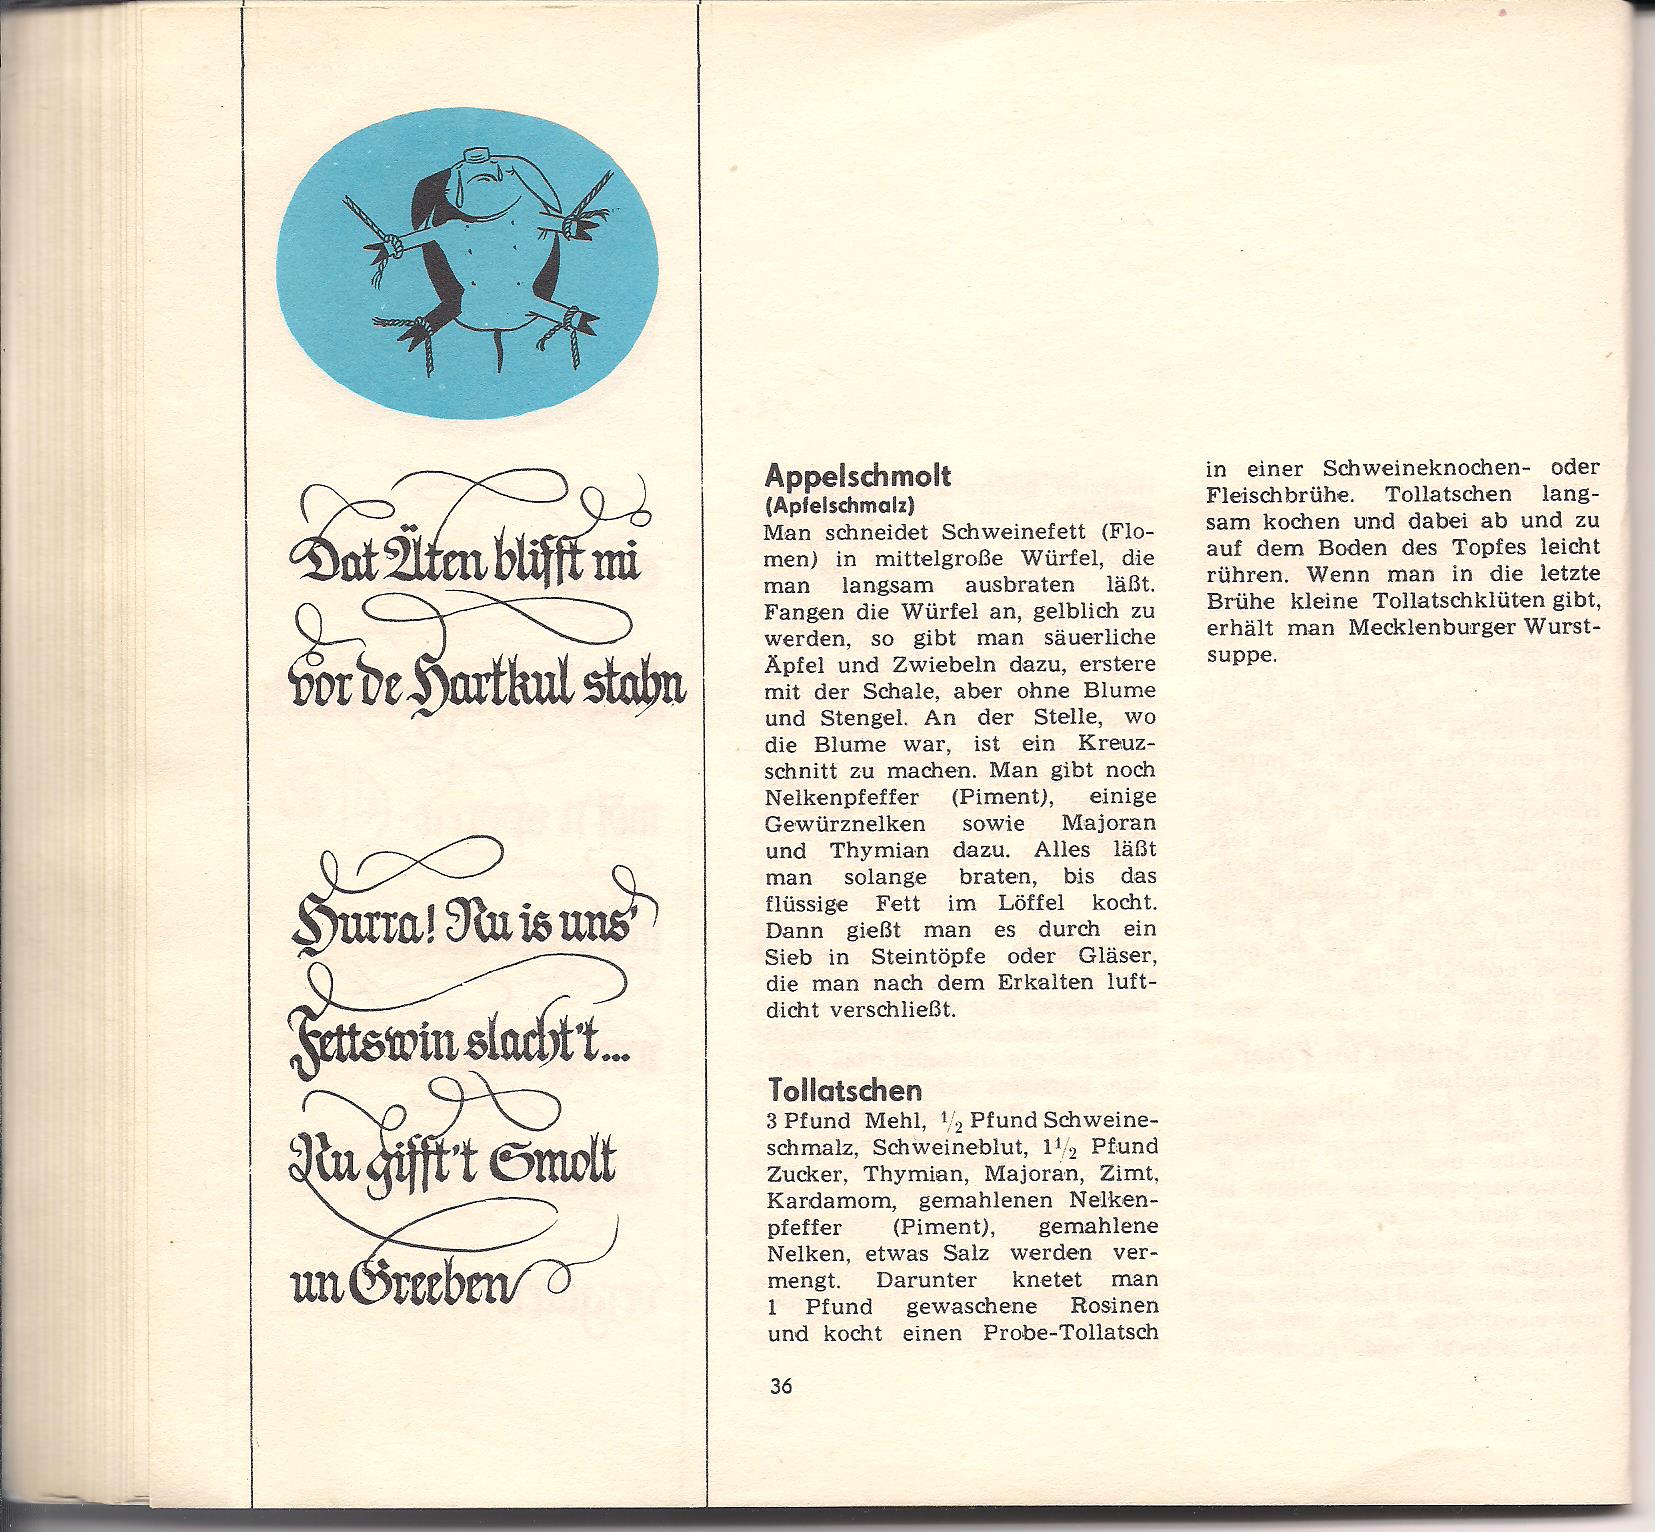 Dat Äten blifft mi
vor de Hartkul stahn
Hurra! Nu is uns'
Fettswin slacht't...
Nu gifft't Smolt
un Greeben
Appelschmolt
(Apfelschmalz)
Man schneidet Schweinefett (Flo-
men) in mittelgroße Würfel, die
man langsam ausbraten läßt.
Fangen die Würfel an, gelblich zu
werden, so gibt man säuerliche
Äpfel und Zwiebeln dazu, erstere
mit der Schale, aber ohne Blume
und Stengel. An der Stelle, wo
die Blume war, ist ein Kreuz-
schnitt zu machen. Man gibt noch
Nelkenpfeffer (Piment), einige
Gewürznelken sowie Majoran
und Thymian dazu. Alles läßt
man solange braten, bis das
flüssige Fett im Löffel kocht.
Dann gießt man es durch ein
Sieb in Steintöpfe oder Gläser,
die man nach dem Erkalten luft-
dicht verschließt.
Tollatschen
3 Pfund Mehl, 1/2 Pfund Schweine-
schmalz, Schweineblut, 1 1/2 Pfund
Zucker, Thymian, Majoran, Zimt,
Kardamom, gemahlenen Nelken-
pfeffer (Piment), gemahlene
Nelken, etwas Salz werden ver-
mengt. Darunter knetet man
1 Pfund gewaschene Rosinen
und kocht einen Probe-Tollatsch
in einer Schweineknochen- oder
Fleischbrühe. Tollatschen lang-
sam kochen und dabei ab und zu
auf dem Boden des Topfes leicht
rühren. Wenn man in die letzte
Brühe kleine Tollatschklüten gibt,
erhält man Mecklenburger Wurst-
suppe.
36